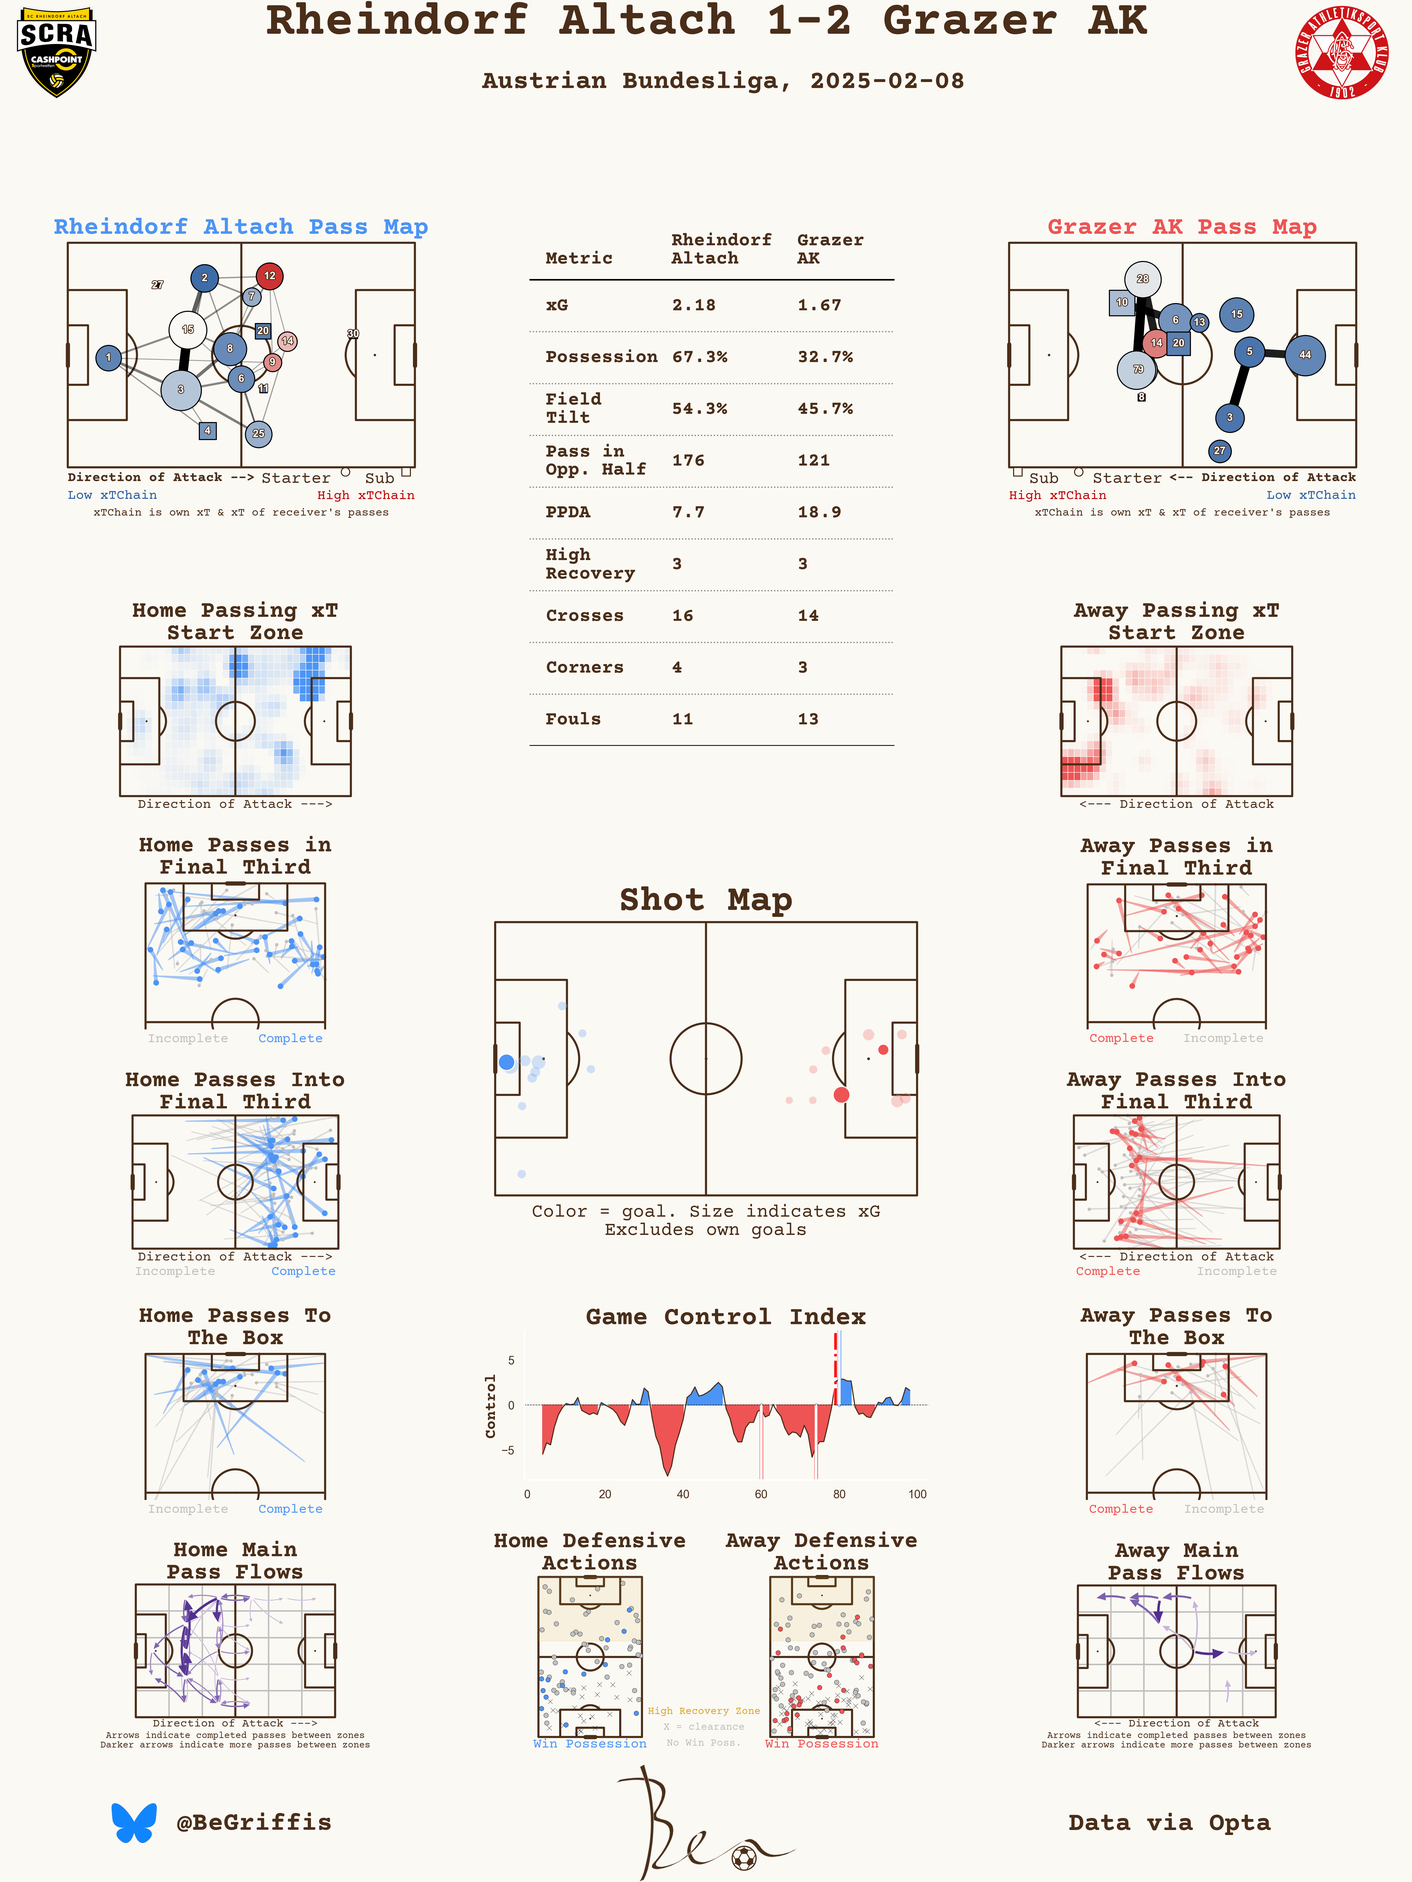 Rheindorf Altach 1-2 Grazer AK
Austrian Bundesliga, 2025-02-08
FC RHEINDORF ALTACH
SCRA
CASHPOINT
GRAZER ATHLETIKSPORT KLUB
· 1902 ·
Rheindorf Altach Pass Map
27
2
12
7
15
20
30
14
8
1
9
6
3
11
4
25
Direction of Attack --> Starter Sub
Low xTChain High xTChain
xTChain is own xT & xT of receiver's passes
Metric Rheindorf Altach Grazer AK
xG 2.18 1.67
Possession 67.3% 32.7%
Field Tilt 54.3% 45.7%
Pass in Opp. Half 176 121
PPDA 7.7 18.9
High Recovery 3 3
Crosses 16 14
Corners 4 3
Fouls 11 13
Grazer AK Pass Map
28
10
6
13
15
14
20
5
44
79
8
3
27
Sub Starter <-- Direction of Attack
High xTChain Low xTChain
xTChain is own xT & xT of receiver's passes
Home Passing xT
Start Zone
Direction of Attack --->
Away Passing xT
Start Zone
<--- Direction of Attack
Home Passes in
Final Third
Incomplete Complete
Away Passes in
Final Third
Complete Incomplete
Shot Map
Color = goal. Size indicates xG
Excludes own goals
Home Passes Into
Final Third
Direction of Attack --->
Incomplete Complete
Away Passes Into
Final Third
<--- Direction of Attack
Complete Incomplete
Home Passes To
The Box
Incomplete Complete
Game Control Index
Control
5
0
−5
0 20 40 60 80 100
Away Passes To
The Box
Complete Incomplete
Home Main
Pass Flows
Direction of Attack --->
Arrows indicate completed passes between zones
Darker arrows indicate more passes between zones
Home Defensive
Actions
Win Possession
Away Defensive
Actions
Win Possession
High Recovery Zone
X = clearance
No Win Poss.
Away Main
Pass Flows
<--- Direction of Attack
Arrows indicate completed passes between zones
Darker arrows indicate more passes between zones
@BeGriffis
Ben
Data via Opta